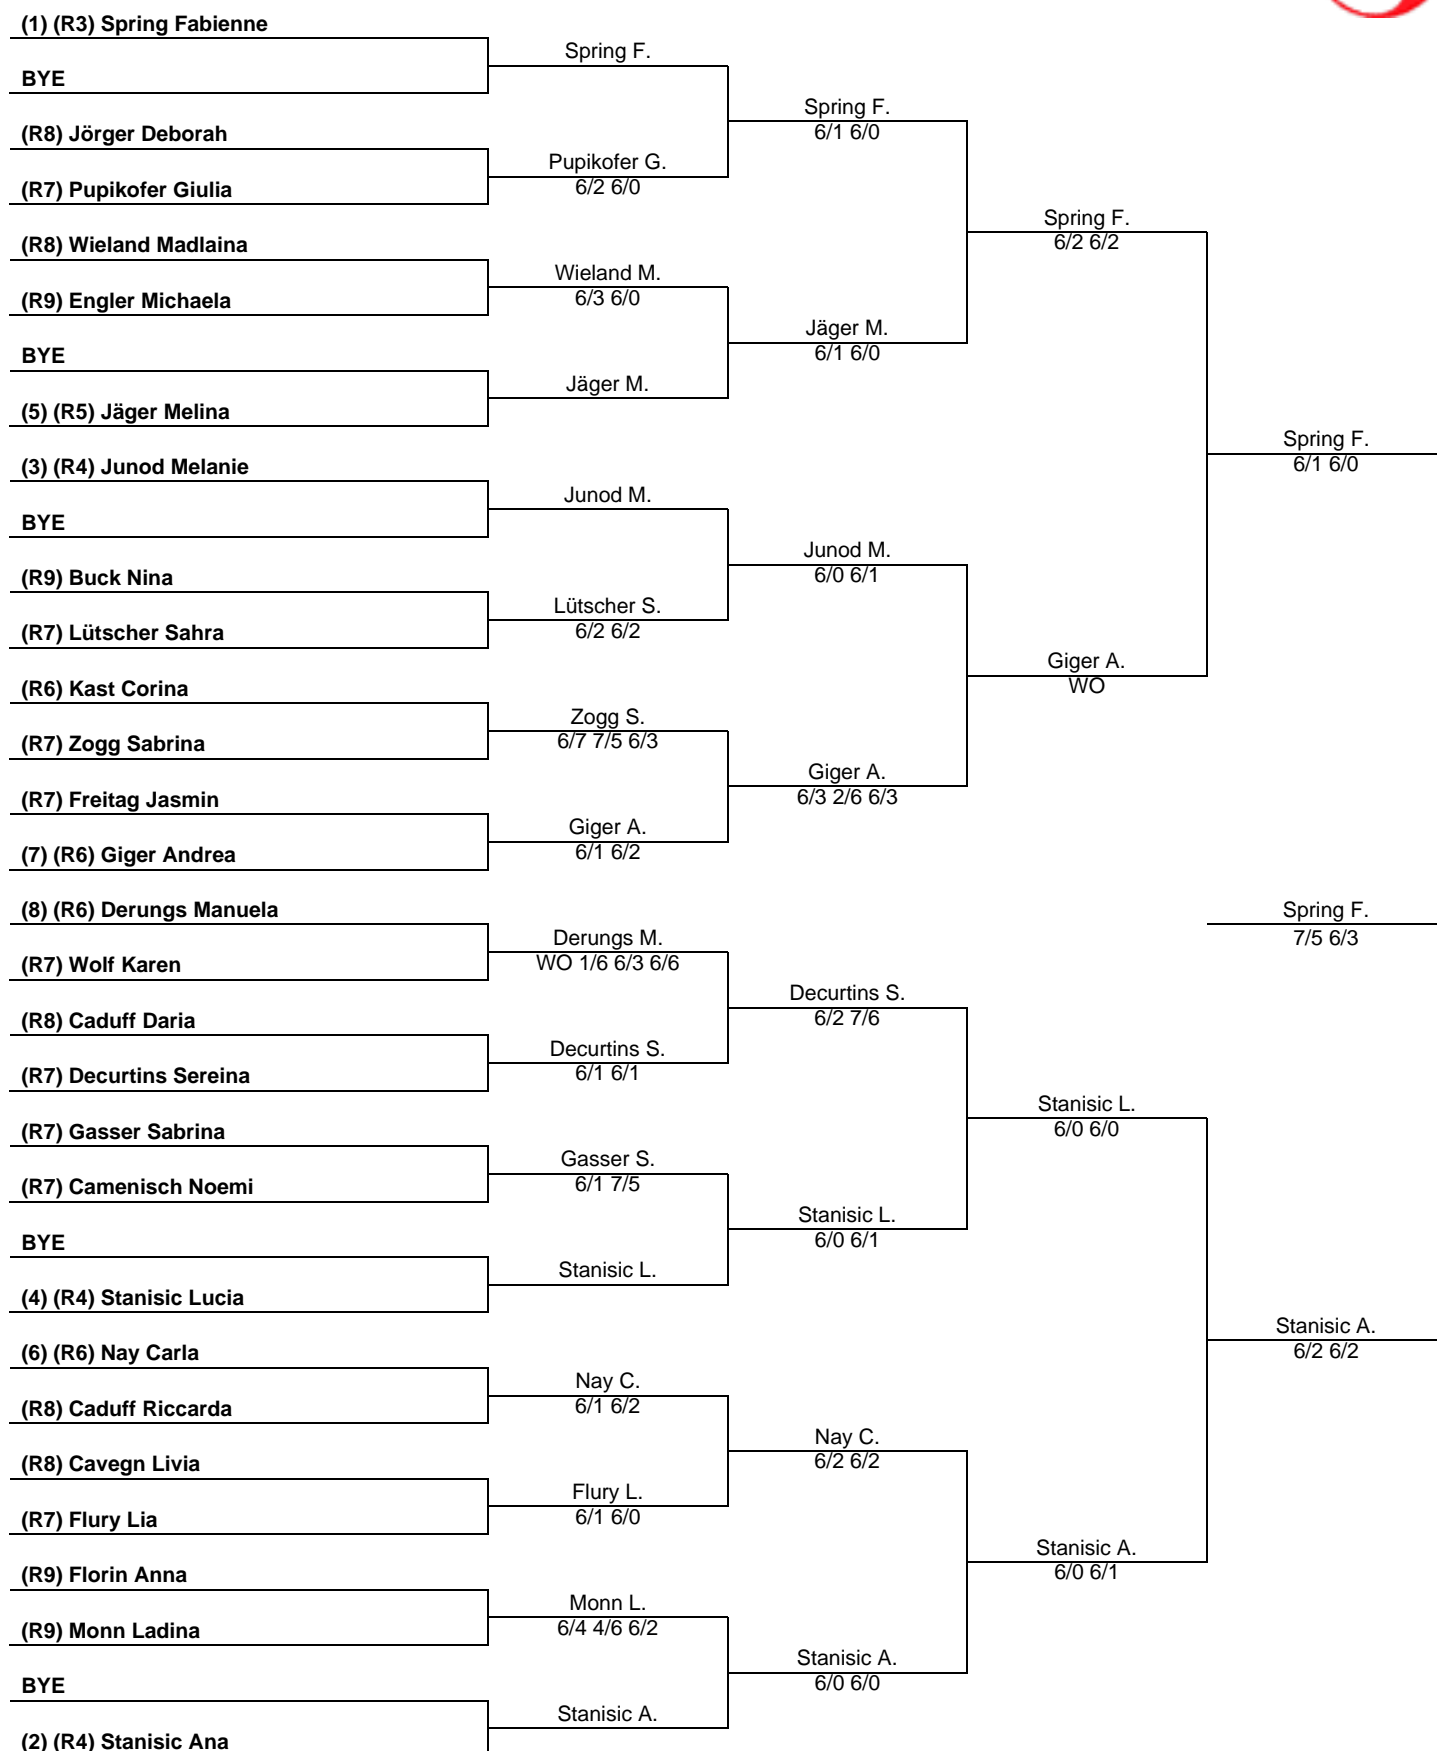 (1) (R3) Spring Fabienne
BYE
(R8) Jörger Deborah
(R7) Pupikofer Giulia
(R8) Wieland Madlaina
(R9) Engler Michaela
BYE
(5) (R5) Jäger Melina
(3) (R4) Junod Melanie
BYE
(R9) Buck Nina
(R7) Lütscher Sahra
(R6) Kast Corina
(R7) Zogg Sabrina
(R7) Freitag Jasmin
(7) (R6) Giger Andrea
(8) (R6) Derungs Manuela
(R7) Wolf Karen
(R8) Caduff Daria
(R7) Decurtins Sereina
(R7) Gasser Sabrina
(R7) Camenisch Noemi
BYE
(4) (R4) Stanisic Lucia
(6) (R6) Nay Carla
(R8) Caduff Riccarda
(R8) Cavegn Livia
(R7) Flury Lia
(R9) Florin Anna
(R9) Monn Ladina
BYE
(2) (R4) Stanisic Ana
Spring F.
Pupikofer G.
6/2 6/0
Wieland M.
6/3 6/0
Jäger M.
Junod M.
Lütscher S.
6/2 6/2
Zogg S.
6/7 7/5 6/3
Giger A.
6/1 6/2
Derungs M.
WO 1/6 6/3 6/6
Decurtins S.
6/1 6/1
Gasser S.
6/1 7/5
Stanisic L.
Nay C.
6/1 6/2
Flury L.
6/1 6/0
Monn L.
6/4 4/6 6/2
Stanisic A.
Spring F.
6/1 6/0
Jäger M.
6/1 6/0
Junod M.
6/0 6/1
Giger A.
6/3 2/6 6/3
Decurtins S.
6/2 7/6
Stanisic L.
6/0 6/1
Nay C.
6/2 6/2
Stanisic A.
6/0 6/0
Spring F.
6/2 6/2
Giger A.
WO
Stanisic L.
6/0 6/0
Stanisic A.
6/0 6/1
Spring F.
6/1 6/0
Spring F.
7/5 6/3
Stanisic A.
6/2 6/2